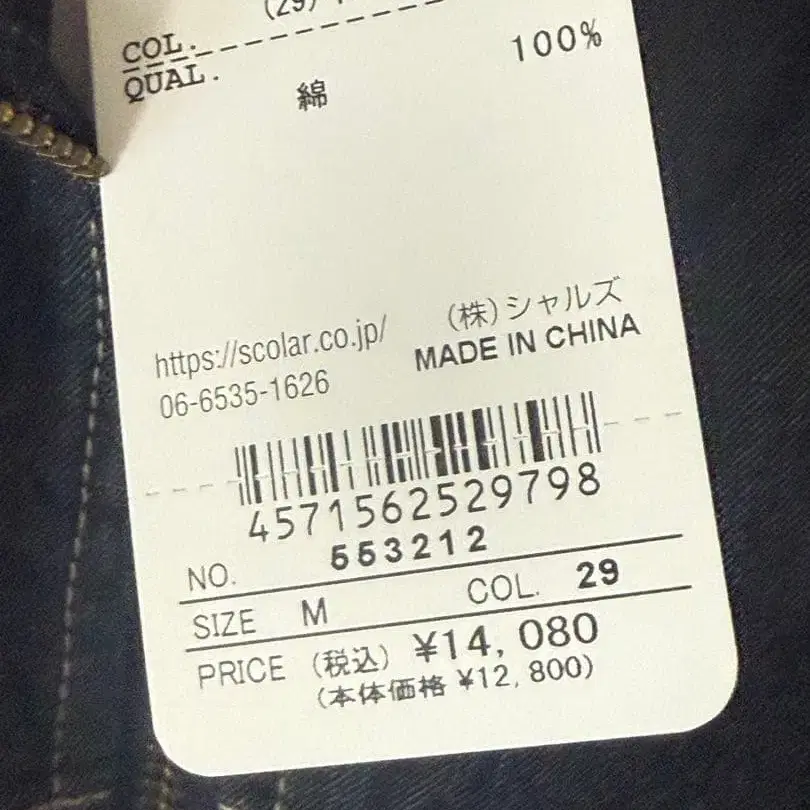 (29)
COL.
QUAL.
綿 100%
https://scolar.co.jp/
06-6535-1626
(株)シャルズ
MADE IN CHINA
4571562529798
NO. 553212
SIZE M COL. 29
PRICE (税込) ¥14,080
(本体価格 ¥12,800)